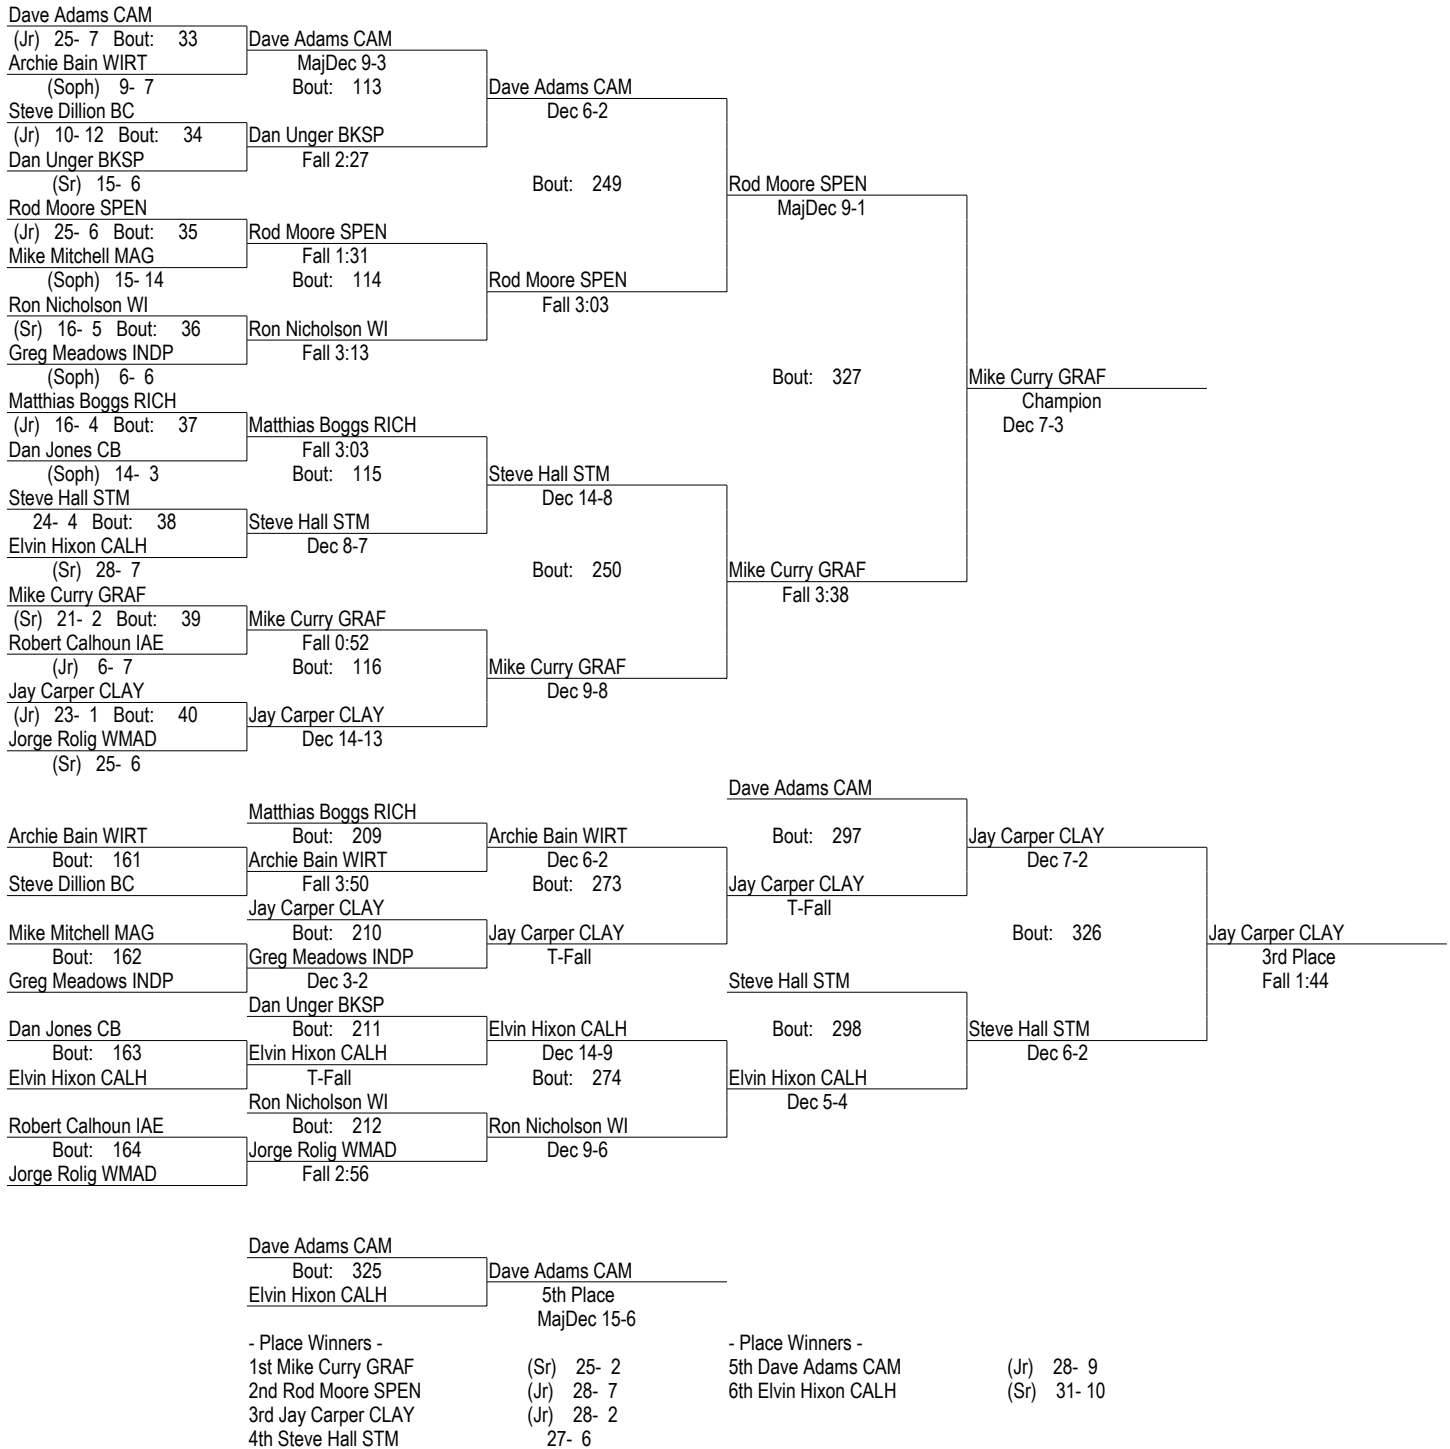 Dave Adams CAM
(Jr) 25- 7 Bout: 33 Dave Adams CAM
Archie Bain WIRT MajDec 9-3
(Soph) 9- 7 Bout: 113 Dave Adams CAM
Steve Dillion BC Dec 6-2
(Jr) 10- 12 Bout: 34 Dan Unger BKSP
Dan Unger BKSP Fall 2:27
(Sr) 15- 6 Bout: 249 Rod Moore SPEN
Rod Moore SPEN MajDec 9-1
(Jr) 25- 6 Bout: 35 Rod Moore SPEN
Mike Mitchell MAG Fall 1:31
(Soph) 15- 14 Bout: 114 Rod Moore SPEN
Ron Nicholson WI Fall 3:03
(Sr) 16- 5 Bout: 36 Ron Nicholson WI
Greg Meadows INDP Fall 3:13
(Soph) 6- 6 Bout: 327 Mike Curry GRAF
Matthias Boggs RICH Champion
(Jr) 16- 4 Bout: 37 Matthias Boggs RICH Dec 7-3
Dan Jones CB Fall 3:03
(Soph) 14- 3 Bout: 115 Steve Hall STM
Steve Hall STM Dec 14-8
24- 4 Bout: 38 Steve Hall STM
Elvin Hixon CALH Dec 8-7
(Sr) 28- 7 Bout: 250 Mike Curry GRAF
Mike Curry GRAF Fall 3:38
(Sr) 21- 2 Bout: 39 Mike Curry GRAF
Robert Calhoun IAE Fall 0:52
(Jr) 6- 7 Bout: 116 Mike Curry GRAF
Jay Carper CLAY Dec 9-8
(Jr) 23- 1 Bout: 40 Jay Carper CLAY
Jorge Rolig WMAD Dec 14-13
(Sr) 25- 6
Dave Adams CAM
Matthias Boggs RICH
Archie Bain WIRT Bout: 209 Archie Bain WIRT Bout: 297 Jay Carper CLAY
Bout: 161 Archie Bain WIRT Dec 6-2 Dec 7-2
Steve Dillion BC Fall 3:50 Bout: 273 Jay Carper CLAY
Jay Carper CLAY T-Fall
Mike Mitchell MAG Bout: 210 Jay Carper CLAY Bout: 326 Jay Carper CLAY
Bout: 162 Greg Meadows INDP T-Fall 3rd Place
Greg Meadows INDP Dec 3-2 Steve Hall STM Fall 1:44
Dan Unger BKSP
Dan Jones CB Bout: 211 Elvin Hixon CALH Bout: 298 Steve Hall STM
Bout: 163 Elvin Hixon CALH Dec 14-9 Dec 6-2
Elvin Hixon CALH T-Fall Bout: 274 Elvin Hixon CALH
Ron Nicholson WI Dec 5-4
Robert Calhoun IAE Bout: 212 Ron Nicholson WI
Bout: 164 Jorge Rolig WMAD Dec 9-6
Jorge Rolig WMAD Fall 2:56
Dave Adams CAM
Bout: 325 Dave Adams CAM
Elvin Hixon CALH 5th Place
MajDec 15-6
- Place Winners - - Place Winners -
1st Mike Curry GRAF (Sr) 25- 2 5th Dave Adams CAM (Jr) 28- 9
2nd Rod Moore SPEN (Jr) 28- 7 6th Elvin Hixon CALH (Sr) 31- 10
3rd Jay Carper CLAY (Jr) 28- 2
4th Steve Hall STM 27- 6